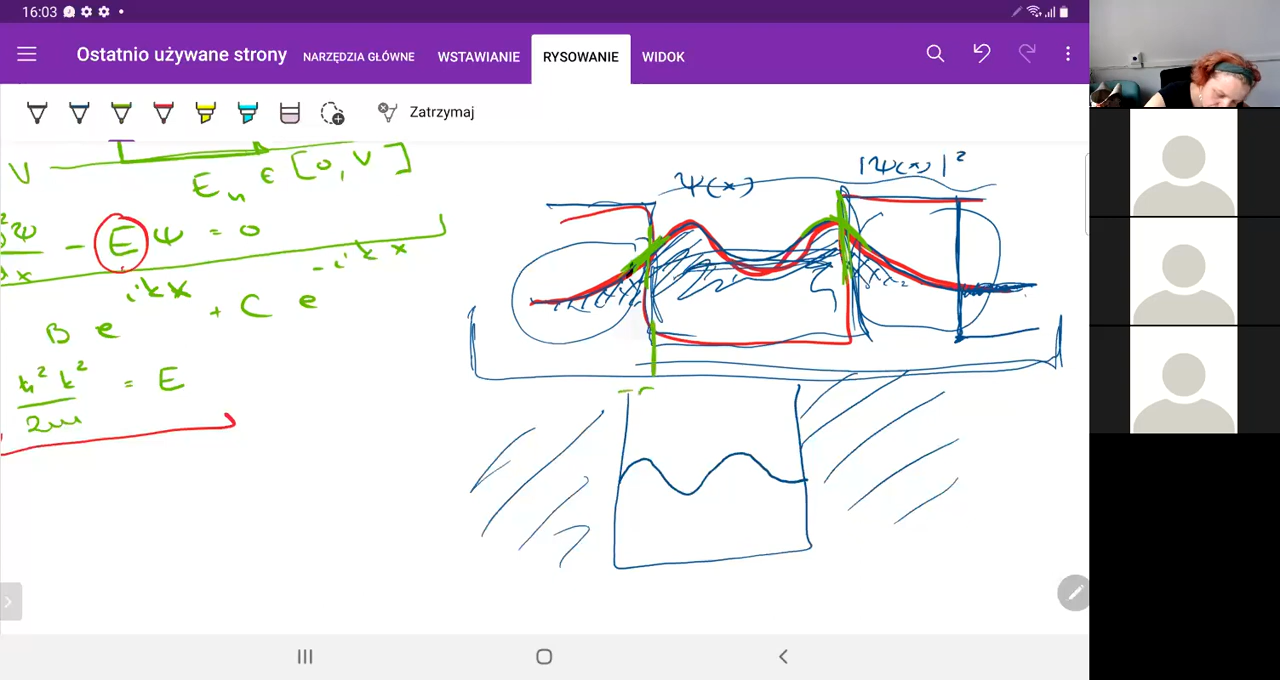 16:03
Ostatnio używane strony NARZĘDZIA GŁÓWNE WSTAWIANIE RYSOWANIE WIDOK
Zatrzymaj
V
Eₙ ∈ [0, V]
- E Ψ = 0
B e^{ikx} + C e^{-ikx}
ħ²k² / 2m = E
Ψ(x)
|Ψ(x)|²
-r